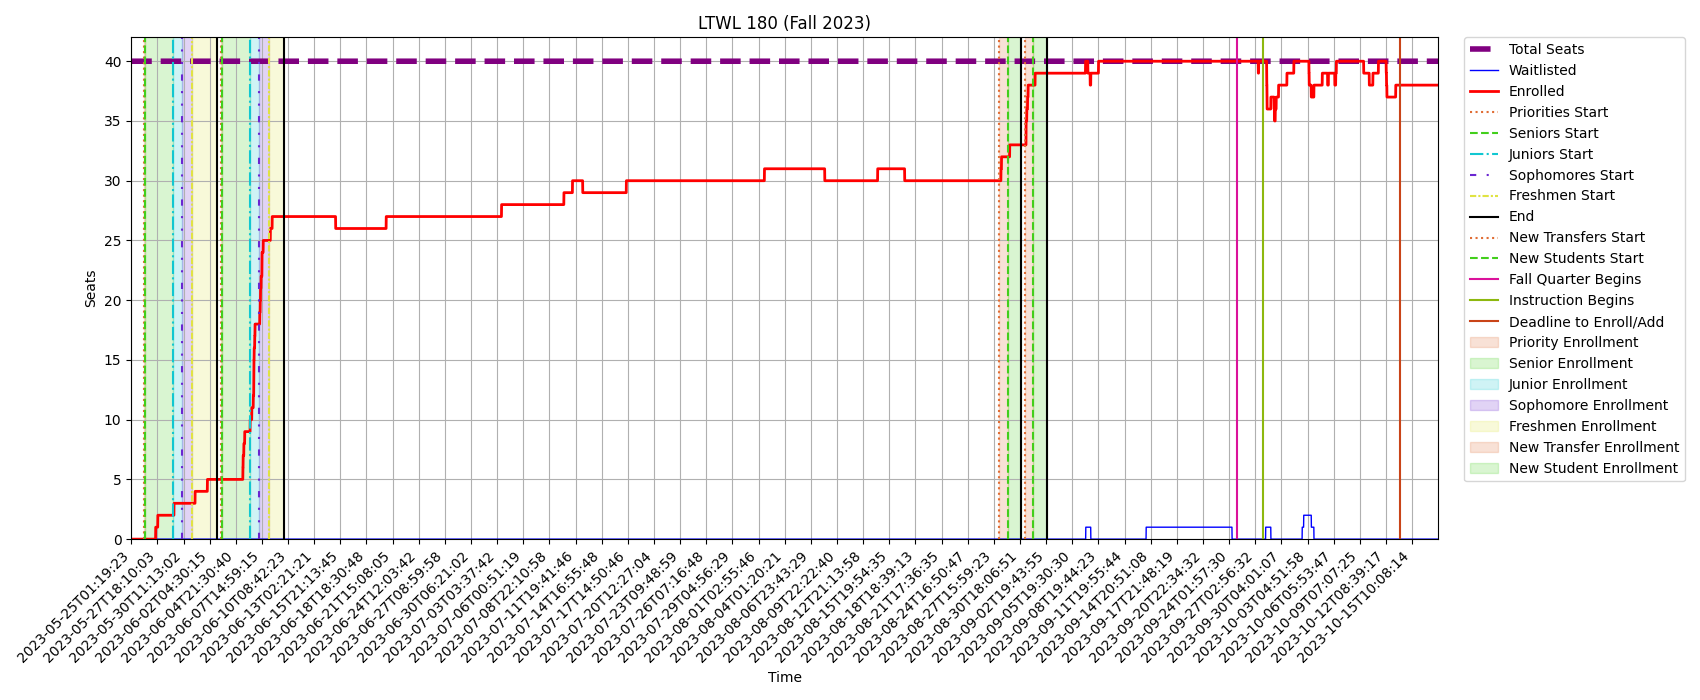 LTWL 180 (Fall 2023)
Seats
40
35
30
25
20
15
10
5
0
2023-05-25T01:19:23
2023-05-27T18:10:03
2023-05-30T11:13:02
2023-06-02T04:30:15
2023-06-04T21:30:40
2023-06-07T14:59:15
2023-06-10T08:42:23
2023-06-13T02:21:21
2023-06-15T21:13:45
2023-06-18T18:30:48
2023-06-21T15:08:05
2023-06-24T12:03:42
2023-06-27T08:59:58
2023-06-30T06:21:02
2023-07-03T03:37:42
2023-07-06T00:51:19
2023-07-08T22:10:58
2023-07-11T19:41:46
2023-07-14T16:55:48
2023-07-17T14:50:46
2023-07-20T12:27:04
2023-07-23T09:48:59
2023-07-26T07:16:48
2023-07-29T04:56:29
2023-08-01T02:55:46
2023-08-04T01:20:21
2023-08-06T23:43:29
2023-08-09T22:22:40
2023-08-12T21:13:58
2023-08-15T19:54:35
2023-08-18T18:39:13
2023-08-21T17:36:35
2023-08-24T16:50:47
2023-08-27T15:59:23
2023-08-30T18:06:51
2023-09-02T19:43:55
2023-09-05T19:30:30
2023-09-08T19:44:23
2023-09-11T19:55:44
2023-09-14T20:51:08
2023-09-17T21:48:19
2023-09-20T22:34:32
2023-09-24T01:57:30
2023-09-27T02:56:32
2023-09-30T04:01:07
2023-10-03T04:51:58
2023-10-06T05:53:47
2023-10-09T07:07:25
2023-10-12T08:39:17
2023-10-15T10:08:14
Time
Total Seats
Waitlisted
Enrolled
Priorities Start
Seniors Start
Juniors Start
Sophomores Start
Freshmen Start
End
New Transfers Start
New Students Start
Fall Quarter Begins
Instruction Begins
Deadline to Enroll/Add
Priority Enrollment
Senior Enrollment
Junior Enrollment
Sophomore Enrollment
Freshmen Enrollment
New Transfer Enrollment
New Student Enrollment